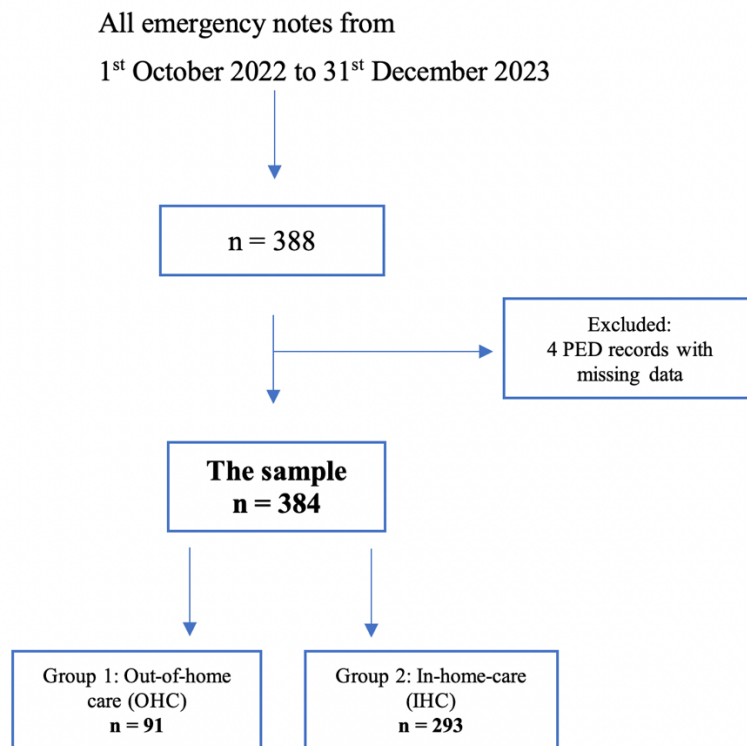 All emergency notes from
1st October 2022 to 31st December 2023
n = 388
Excluded:
4 PED records with
missing data
The sample
n = 384
Group 1: Out-of-home
care (OHC)
n = 91
Group 2: In-home-care
(IHC)
n = 293